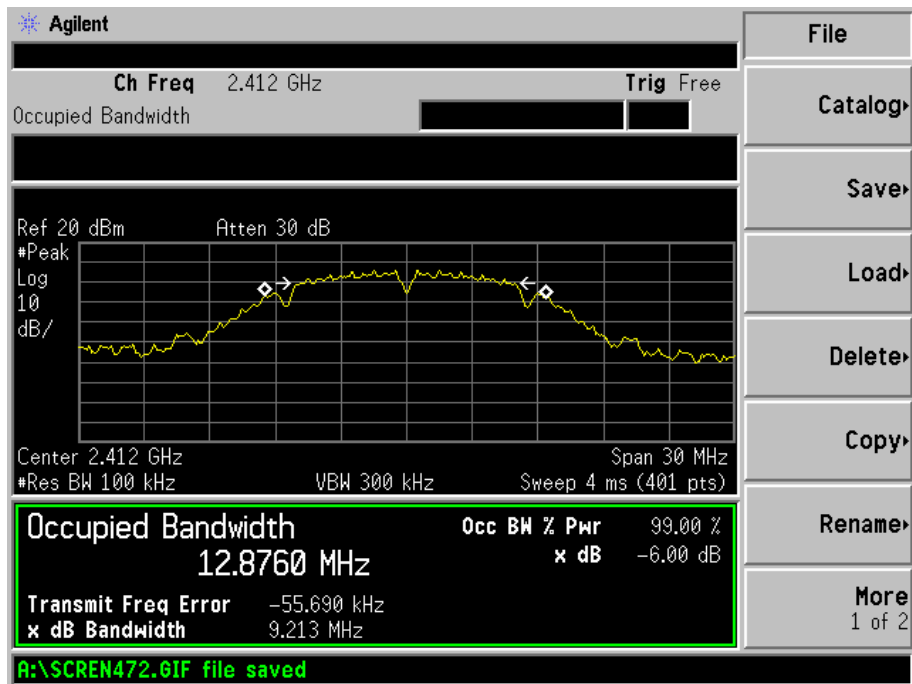 Agilent
File
Ch Freq 2.412 GHz Trig Free
Occupied Bandwidth
Catalog
Save
Ref 20 dBm Atten 30 dB
#Peak
Log
10
dB/
Load
Delete
Center 2.412 GHz Span 30 MHz
#Res BW 100 kHz VBW 300 kHz Sweep 4 ms (401 pts)
Copy
Occupied Bandwidth Occ BW % Pwr 99.00 %
12.8760 MHz x dB -6.00 dB
Rename
Transmit Freq Error -55.690 kHz
x dB Bandwidth 9.213 MHz
More
1 of 2
A:\SCREN472.GIF file saved